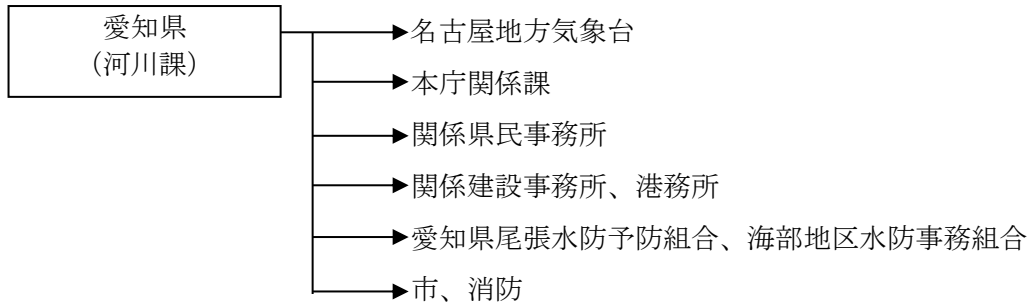 愛知県
（河川課）
名古屋地方気象台
本庁関係課
関係県民事務所
関係建設事務所、港務所
愛知県尾張水防予防組合、海部地区水防事務組合
市、消防